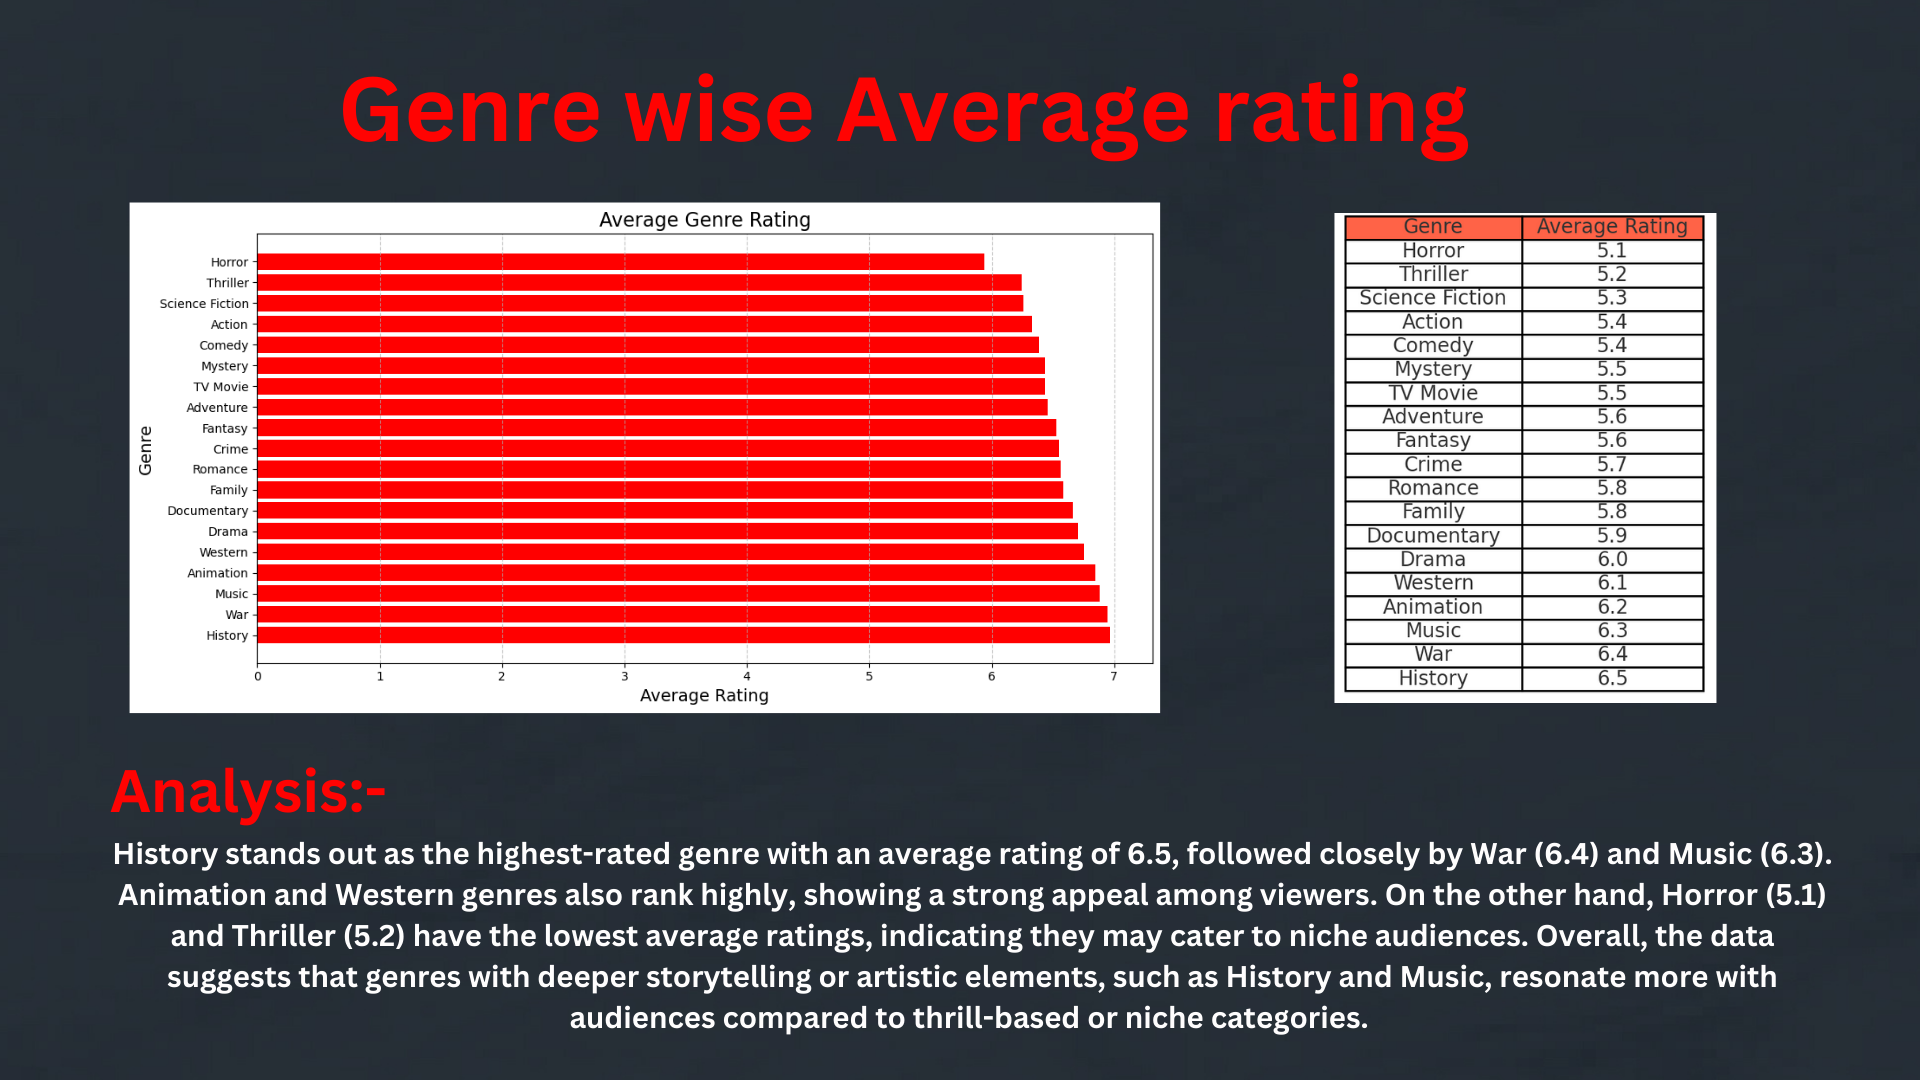 Genre wise Average rating
Average Genre Rating
Genre
Horror
Thriller
Science Fiction
Action
Comedy
Mystery
TV Movie
Adventure
Fantasy
Crime
Romance
Family
Documentary
Drama
Western
Animation
Music
War
History
0 1 2 3 4 5 6 7
Average Rating
Genre Average Rating
Horror 5.1
Thriller 5.2
Science Fiction 5.3
Action 5.4
Comedy 5.4
Mystery 5.5
TV Movie 5.5
Adventure 5.6
Fantasy 5.6
Crime 5.7
Romance 5.8
Family 5.8
Documentary 5.9
Drama 6.0
Western 6.1
Animation 6.2
Music 6.3
War 6.4
History 6.5
Analysis:-
History stands out as the highest-rated genre with an average rating of 6.5, followed closely by War (6.4) and Music (6.3).
Animation and Western genres also rank highly, showing a strong appeal among viewers. On the other hand, Horror (5.1)
and Thriller (5.2) have the lowest average ratings, indicating they may cater to niche audiences. Overall, the data
suggests that genres with deeper storytelling or artistic elements, such as History and Music, resonate more with
audiences compared to thrill-based or niche categories.